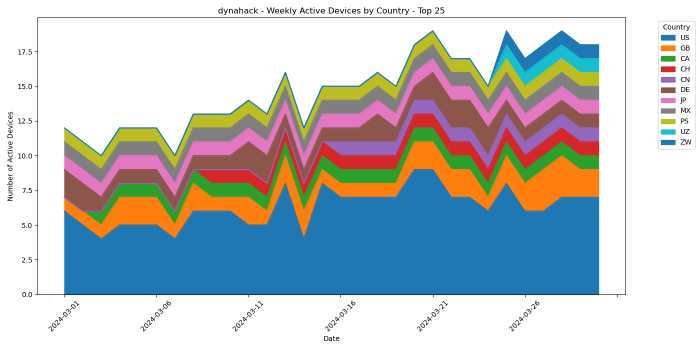 dynahack - Weekly Active Devices by Country - Top 25
Number of Active Devices
17.5
15.0
12.5
10.0
7.5
5.0
2.5
0.0
2024-03-01
2024-03-06
2024-03-11
2024-03-16
2024-03-21
2024-03-26
Date
Country
US
GB
CA
CH
CN
DE
JP
MX
PS
UZ
ZW